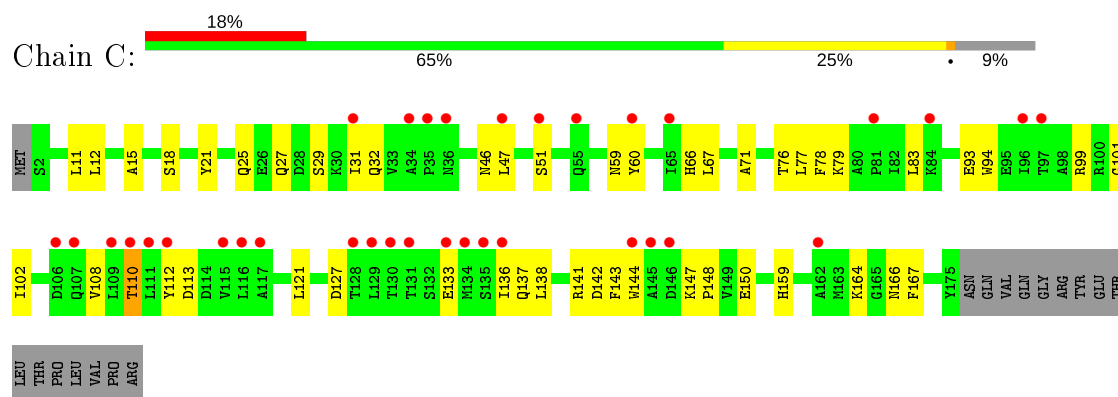 18%
Chain C:
65% 25% • 9%
MET S2 L11 L12 A15 S18 Y21 Q25 E26 Q27 D28 S29 K30 I31 Q32 V33 A34 P35 N36 N46 L47 S51 Q55 N59 Y60 I65 H66 L67 A71 T76 L77 F78 K79 A80 P81 I82 L83 K84 E93 W94 E95 I96 T97 A98 R99 R100 G101
I102 D106 Q107 V108 L109 T110 L111 Y112 D113 D114 V115 L116 A117 L121 D127 T128 L129 T130 T131 S132 E133 M134 S135 I136 Q137 L138 R141 D142 F143 W144 A145 D146 K147 P148 V149 E150 H159 A162 M163 K164 G165 N166 F167 Y175 ASN GLN VAL GLN GLY ARG TYR GLU THR
LEU THR PRO LEU VAL PRO ARG